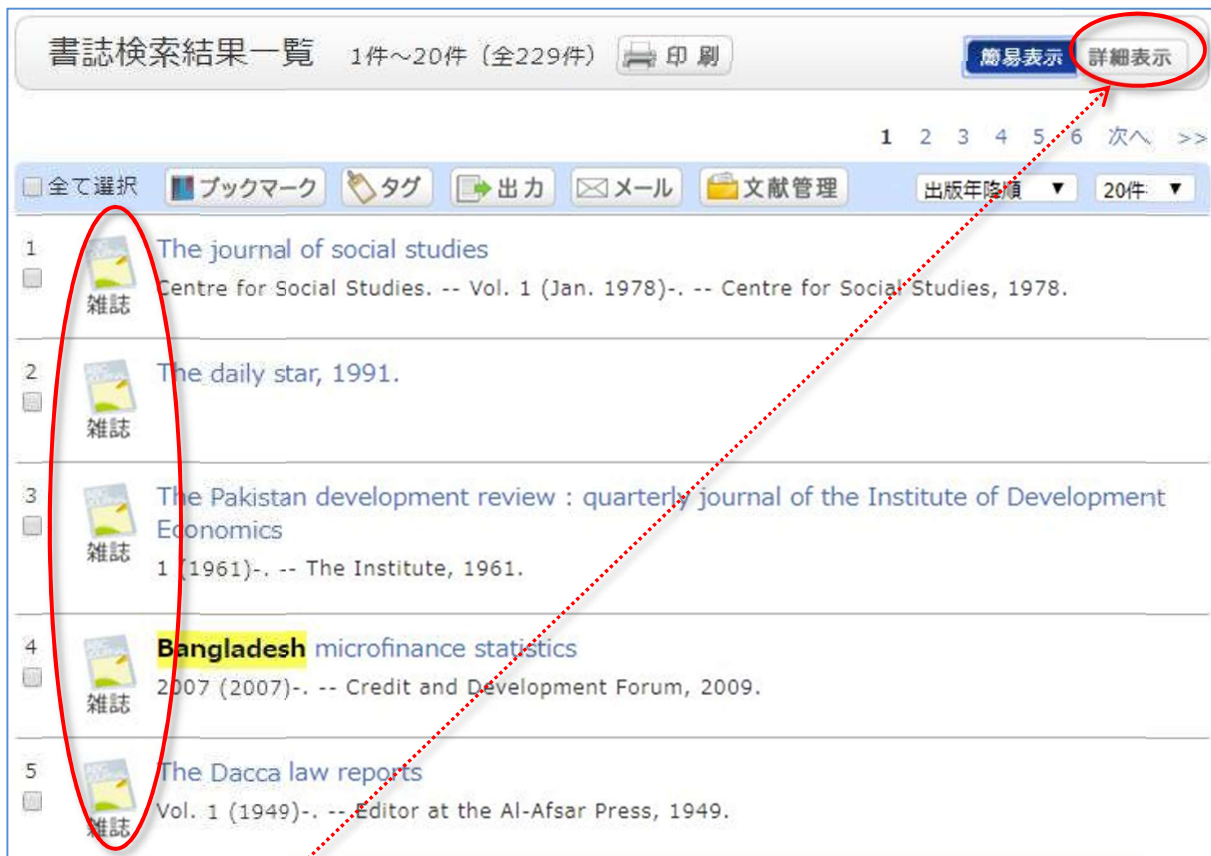 書誌検索結果一覧 1件～20件（全229件） 印 刷 簡易表示 詳細表示
1 2 3 4 5 6 次へ >>
全て選択 ブックマーク タグ 出力 メール 文献管理 出版年降順 ▼ 20件 ▼
1 The journal of social studies
Centre for Social Studies. -- Vol. 1 (Jan. 1978)-. -- Centre for Social Studies, 1978.
雑誌
2 The daily star, 1991.
雑誌
3 The Pakistan development review : quarterly journal of the Institute of Development
Economics
雑誌
1 (1961)-. -- The Institute, 1961.
4 Bangladesh microfinance statistics
2007 (2007)-. -- Credit and Development Forum, 2009.
雑誌
5 The Dacca law reports
Vol. 1 (1949)-. -- Editor at the Al-Afsar Press, 1949.
雑誌